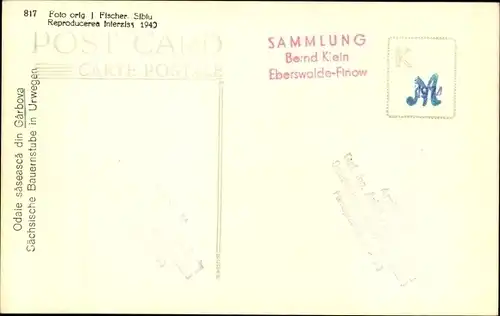 817 Foto orig J Fischer, Sibiu
Reproducerea interzisă 1940
POST CARD
CARTE POSTALE
SAMMLUNG
Bernd Klein
Eberswalde-Finow
K
M
Odaie săsească din Gârbova
Sächsische Bauernstube in Urwegen